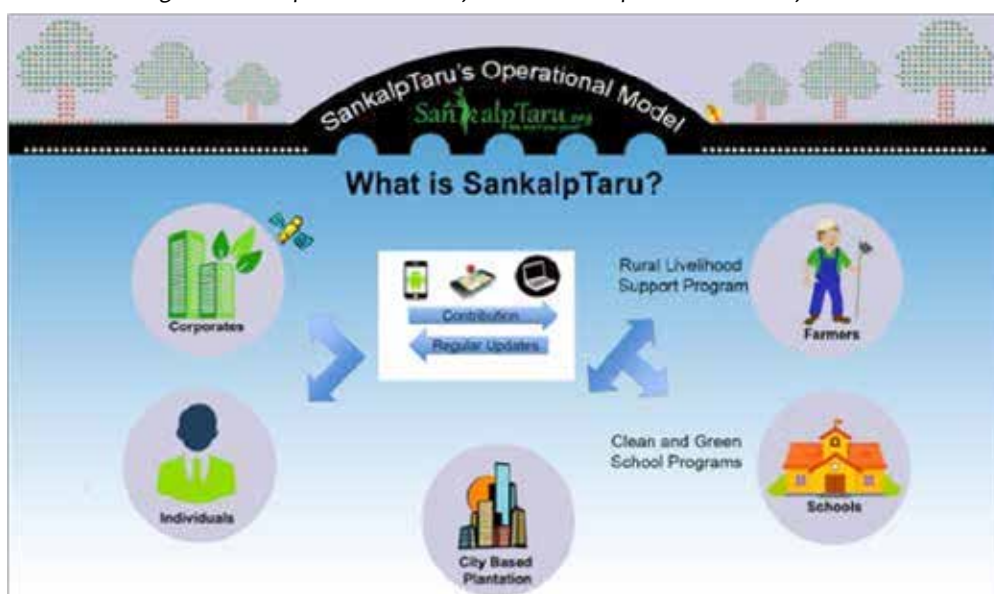 SankalpTaru's Operational Model
SankalpTaru.org
What is SankalpTaru?
Corporates
Contribution
Regular Updates
Rural Livelihood
Support Program
Farmers
Individuals
City Based
Plantation
Clean and Green
School Programs
Schools